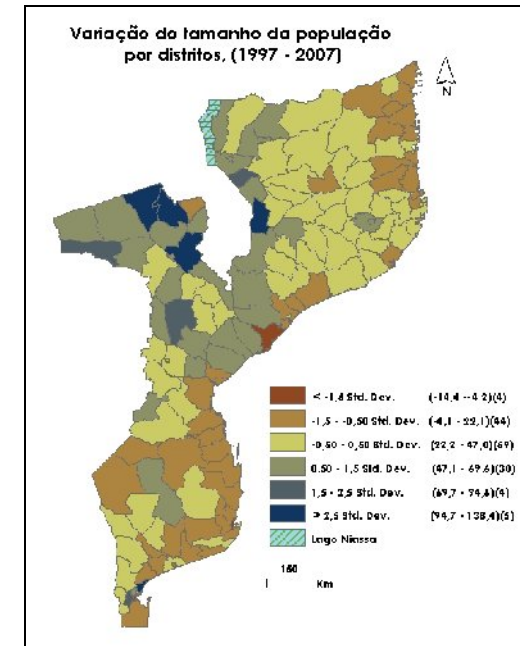 Variação do tamanho da população
por distritos, (1997 - 2007)
N
< -1,4 Std. Dev. (-14,4 - -4 2)(4)
-1,5 - -0,50 Std. Dev. (-4,1 - 22,1)(44)
-0,50 - 0,50 Std. Dev. (22,2 - 47,0)(59)
0.50 - 1,5 Std. Dev. (47,1 - 69,6)(30)
1,5 - 2,5 Std. Dev. (69,7 - 94,6)(4)
> 2,5 Std. Dev. (94,7 - 138,4)(5)
Lago Niassa
150
Km